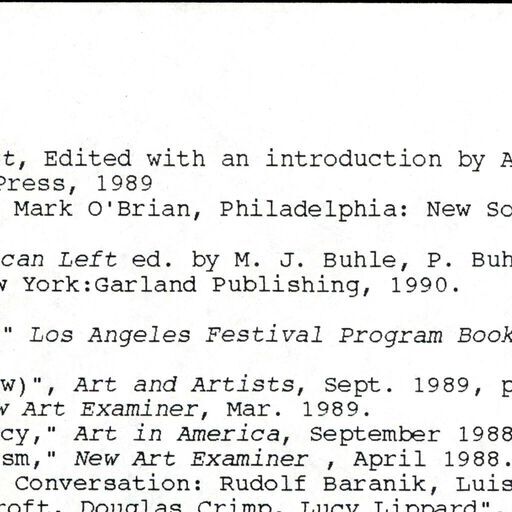 t, Edited with an introduction by A
Press, 1989
Mark O'Brian, Philadelphia: New So
can Left ed. by M. J. Buhle, P. Buh
w York:Garland Publishing, 1990.
" Los Angeles Festival Program Book
w)", Art and Artists, Sept. 1989, p
w Art Examiner, Mar. 1989.
cy," Art in America, September 1988
sm," New Art Examiner , April 1988.
Conversation: Rudolf Baranik, Luis
roft, Douglas Crimp, Lucy Lippard",